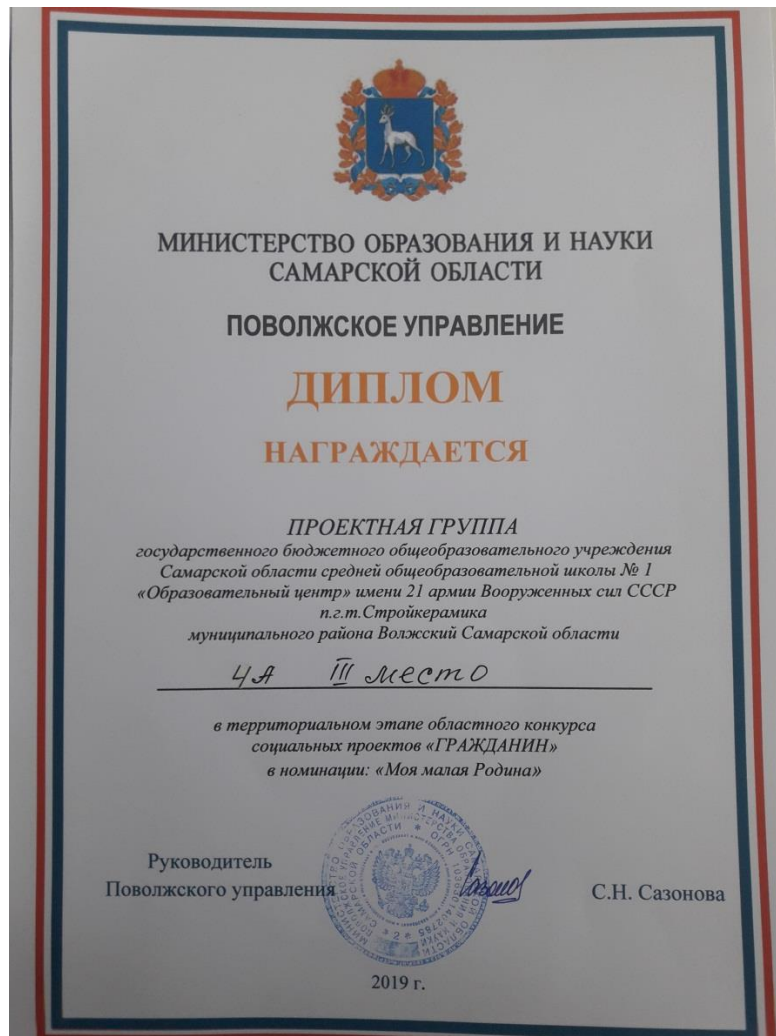 МИНИСТЕРСТВО ОБРАЗОВАНИЯ И НАУКИ
САМАРСКОЙ ОБЛАСТИ
ПОВОЛЖСКОЕ УПРАВЛЕНИЕ
ДИПЛОМ
НАГРАЖДАЕТСЯ
ПРОЕКТНАЯ ГРУППА
государственного бюджетного общеобразовательного учреждения
Самарской области средней общеобразовательной школы № 1
«Образовательный центр» имени 21 армии Вооруженных сил СССР
п.г.т.Стройкерамика
муниципального района Волжский Самарской области
4А III место
в территориальном этапе областного конкурса
социальных проектов «ГРАЖДАНИН»
в номинации: «Моя малая Родина»
Руководитель
Поволжского управления
С.Н. Сазонова
2019 г.